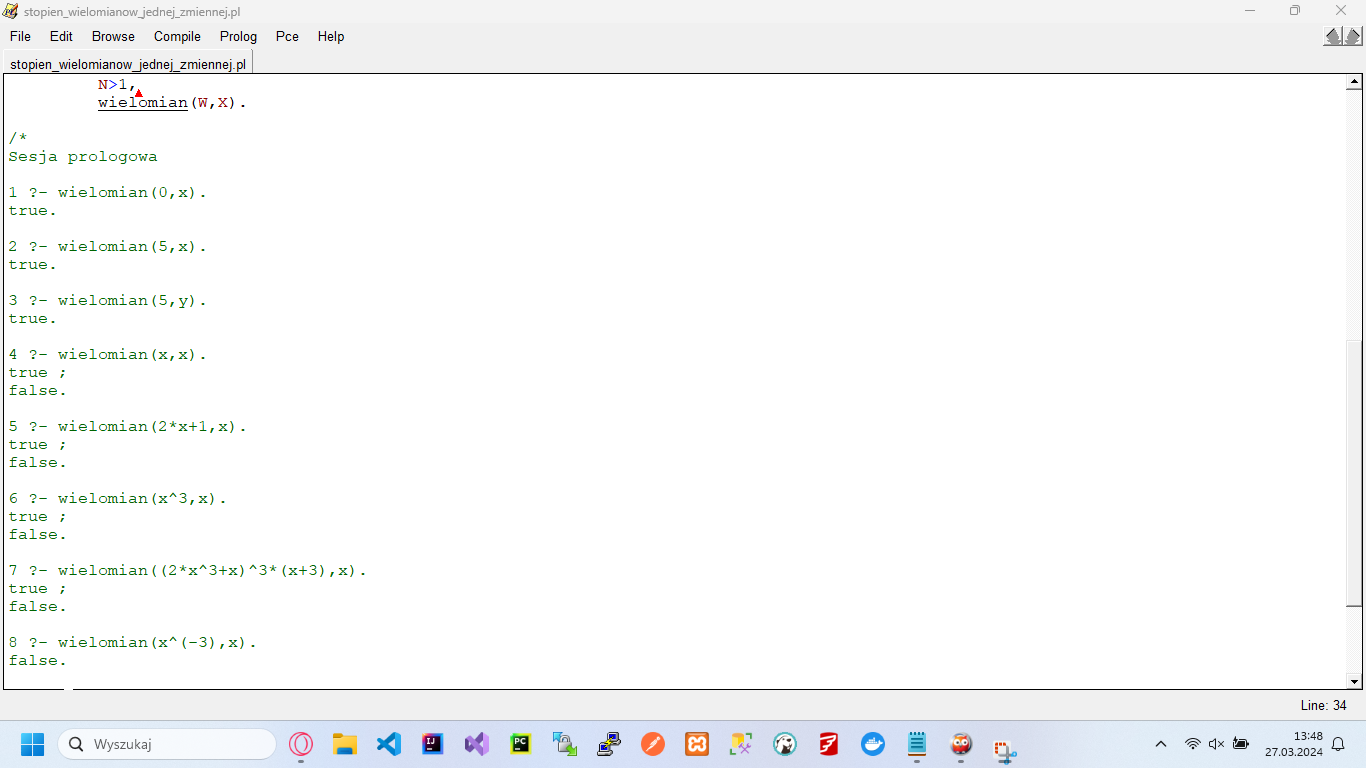 stopien_wielomianow_jednej_zmiennej.pl
File Edit Browse Compile Prolog Pce Help
stopien_wielomianow_jednej_zmiennej.pl
N>1,
wielomian(W,X).
/*
Sesja prologowa
1 ?- wielomian(0,x).
true.
2 ?- wielomian(5,x).
true.
3 ?- wielomian(5,y).
true.
4 ?- wielomian(x,x).
true ;
false.
5 ?- wielomian(2*x+1,x).
true ;
false.
6 ?- wielomian(x^3,x).
true ;
false.
7 ?- wielomian((2*x^3+x)^3*(x+3),x).
true ;
false.
8 ?- wielomian(x^(-3),x).
false.
Line: 34
Wyszukaj
13:48
27.03.2024